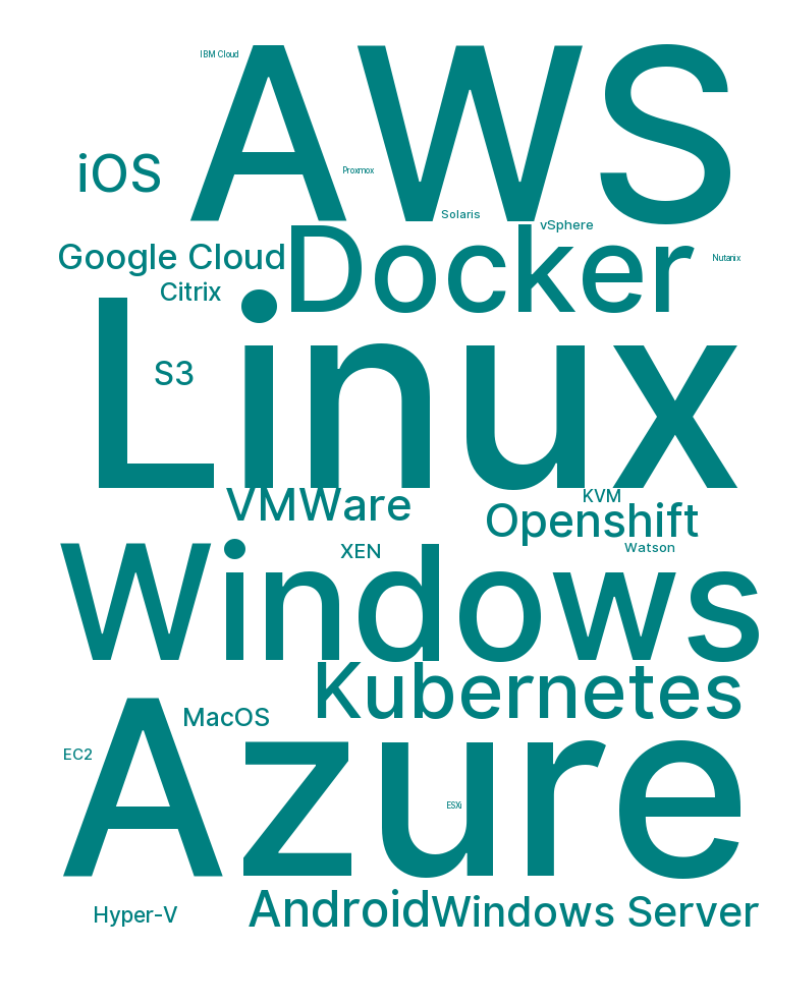 IBM Cloud
AWS
iOS
Proxmox
Solaris
vSphere
Google Cloud
Docker
Nutanix
Citrix
Linux
S3
VMWare
KVM
Openshift
XEN
Watson
Windows
Kubernetes
MacOS
EC2
Azure
ESXi
Hyper-V
Android
Windows Server